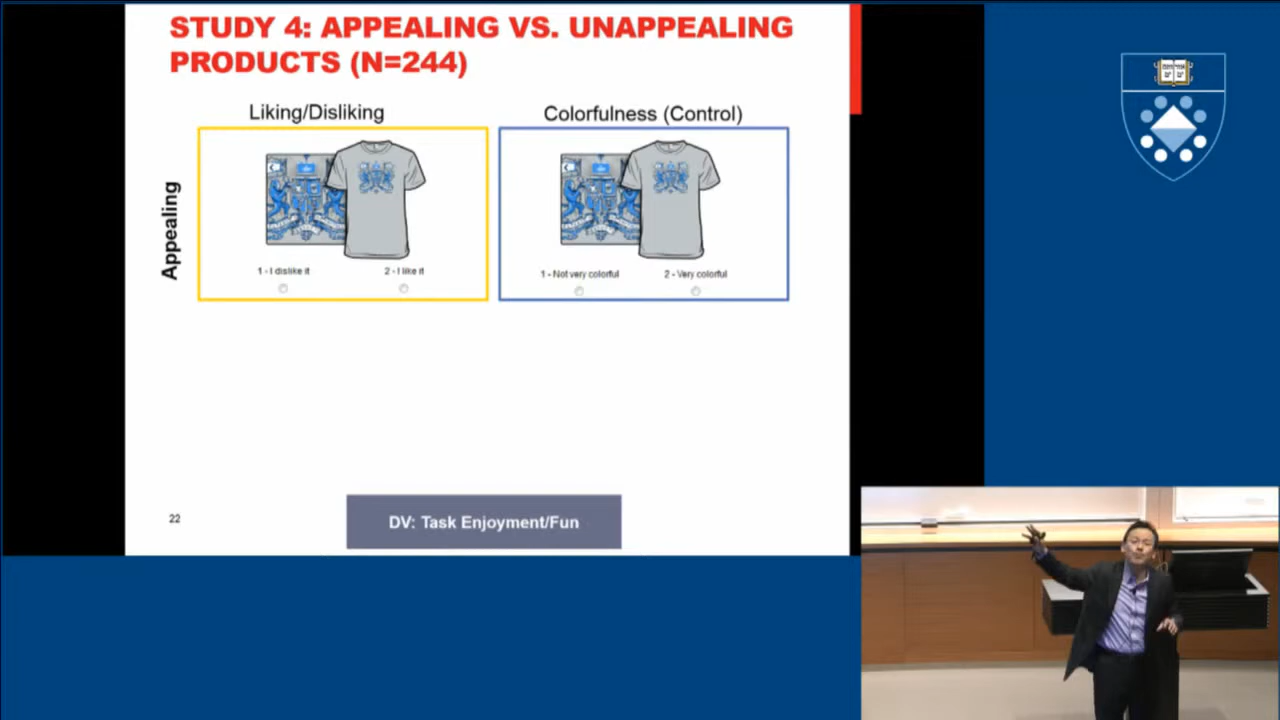 STUDY 4: APPEALING VS. UNAPPEALING
PRODUCTS (N=244)
Liking/Disliking
Colorfulness (Control)
Appealing
1 - I dislike it
2 - I like it
1 - Not very colorful
2 - Very colorful
22
DV: Task Enjoyment/Fun